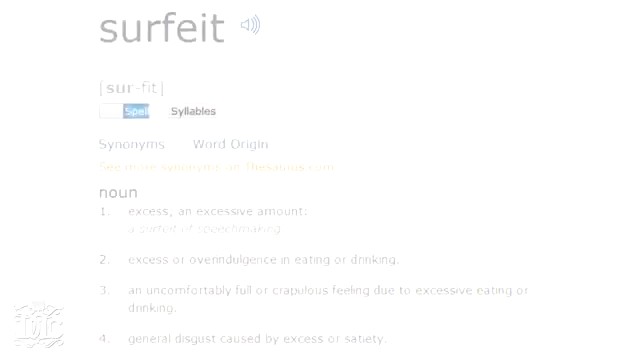 surfeit
[sur-fit]
Spell Syllables
Synonyms Word Origin
See more synonyms on Thesaurus.com
noun
1. excess; an excessive amount:
a surfeit of speechmaking.
2. excess or overindulgence in eating or drinking.
3. an uncomfortably full or crapulous feeling due to excessive eating or
drinking.
4. general disgust caused by excess or satiety.